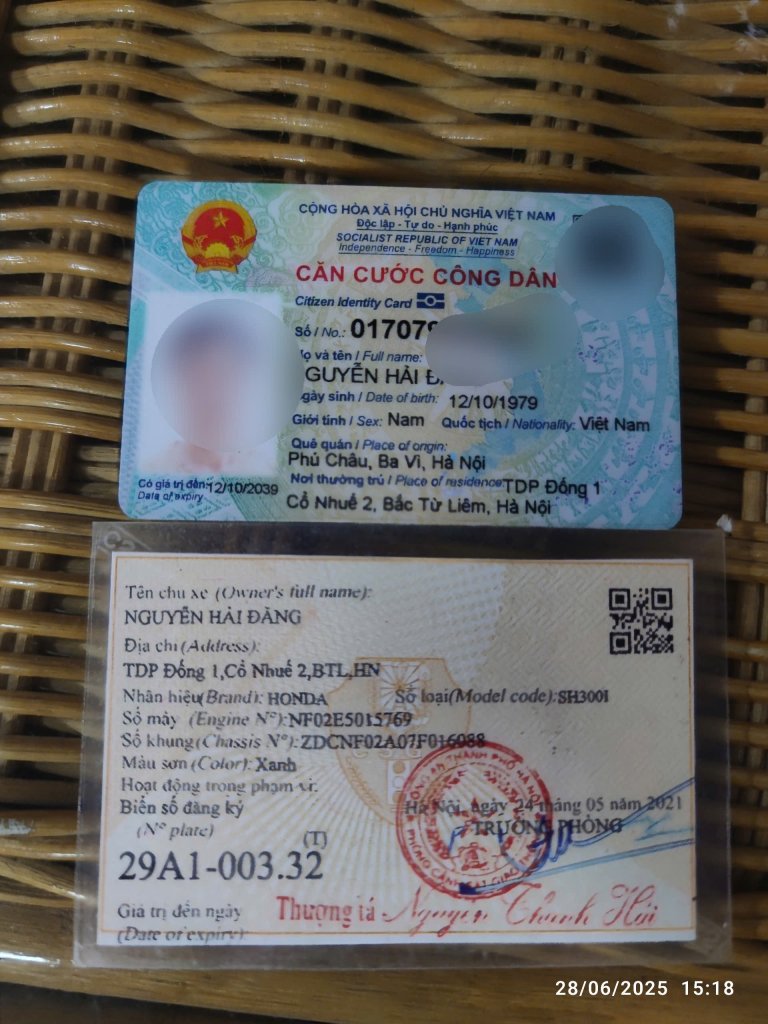 CỘNG HÒA XÃ HỘI CHỦ NGHĨA VIỆT NAM
Độc lập - Tự do - Hạnh phúc
SOCIALIST REPUBLIC OF VIET NAM
Independence - Freedom - Happiness
CĂN CƯỚC CÔNG DÂN
Citizen Identity Card
Số / No.: 01707
ọ và tên / Full name:
GUYỄN HẢI
gày sinh / Date of birth: 12/10/1979
Giới tính / Sex: Nam Quốc tịch / Nationality: Việt Nam
Quê quán / Place of origin:
Phú Châu, Ba Vì, Hà Nội
Có giá trị đến: 12/10/2039
Date of expiry
Nơi thường trú / Place of residence TDP Đống 1
Cổ Nhuế 2, Bắc Từ Liêm, Hà Nội
Tên chủ xe (Owner's full name):
NGUYỄN HẢI ĐĂNG
Địa chỉ (Address):
TDP Đống 1,Cổ Nhuế 2,BTL,HN
Nhãn hiệu(Brand): HONDA Số loại(Model code):SH300I
Số máy (Engine N°):NF02E5015769
Số khung(Chassis N°):ZDCNF02A07F016988
Màu sơn (Color): Xanh
Hoạt động trong phạm vi:
Biển số đăng ký
(N° plate)
Hà Nội, ngày 24 tháng 05 năm 2021
TRƯỞNG PHÒNG
(T)
29A1-003.32
Giá trị đến ngày
(Date of expiry):
Thượng tá Nguyễn Thanh Hải
28/06/2025 15:18